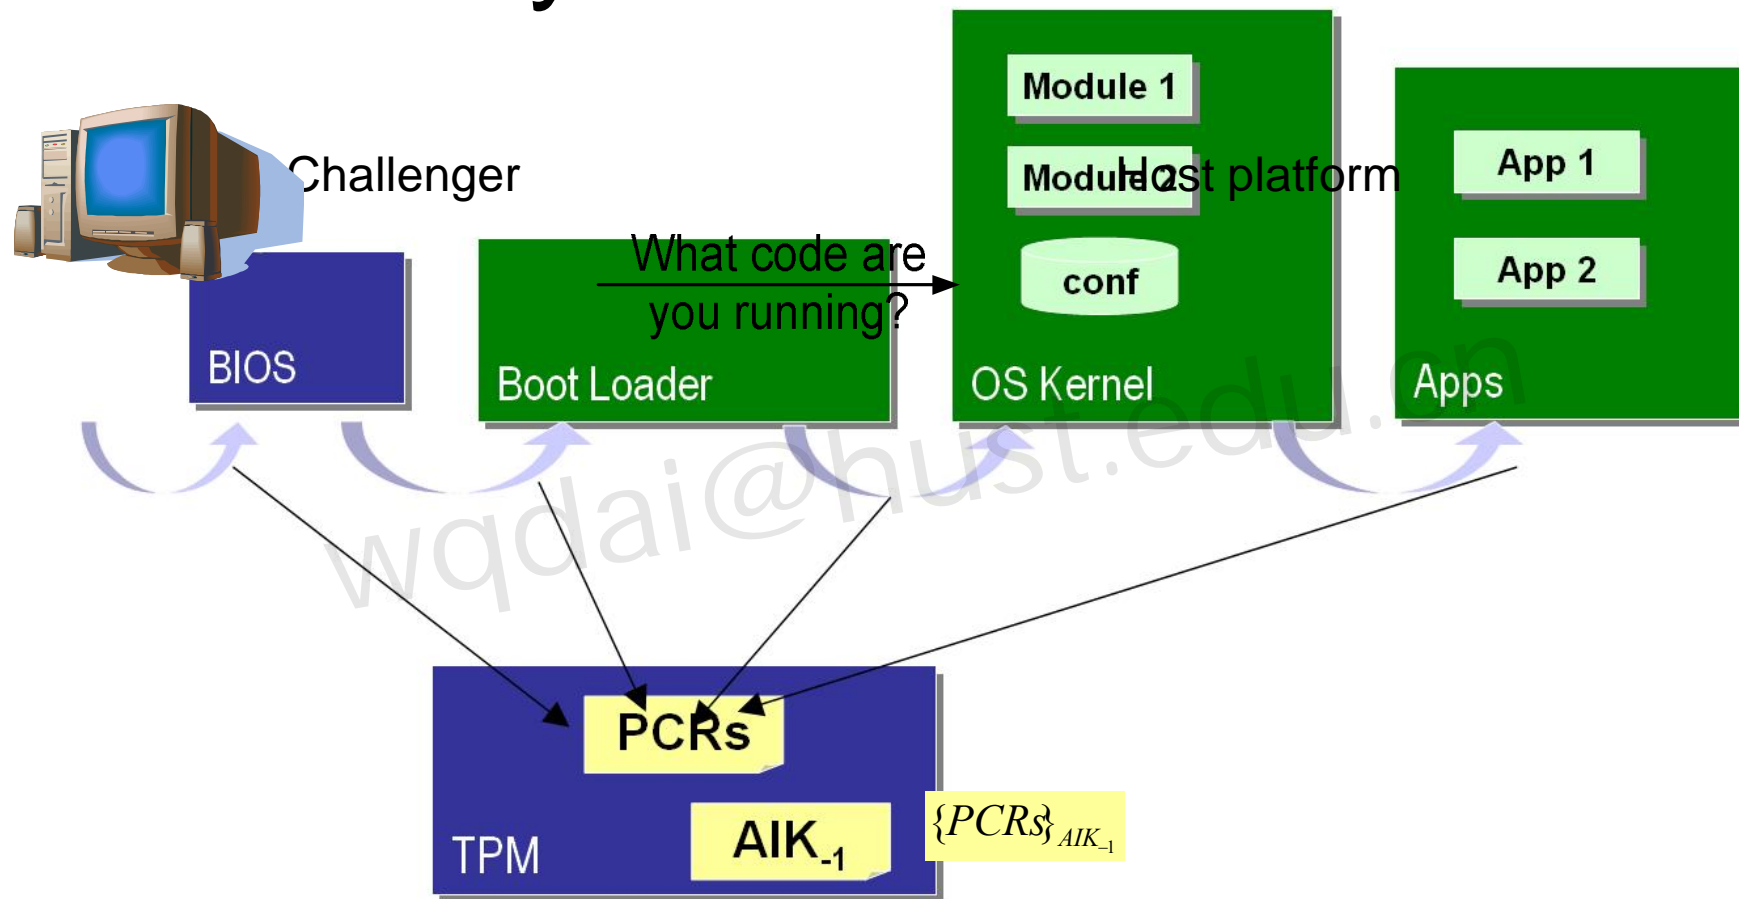 Module 1
Challenger
Module 2
Host platform
App 1
What code are
you running?
conf
App 2
BIOS
Boot Loader
OS Kernel
Apps
wqdai@hust.edu.cn
PCRs
TPM
AIK-1
{PCRs}AIK−1